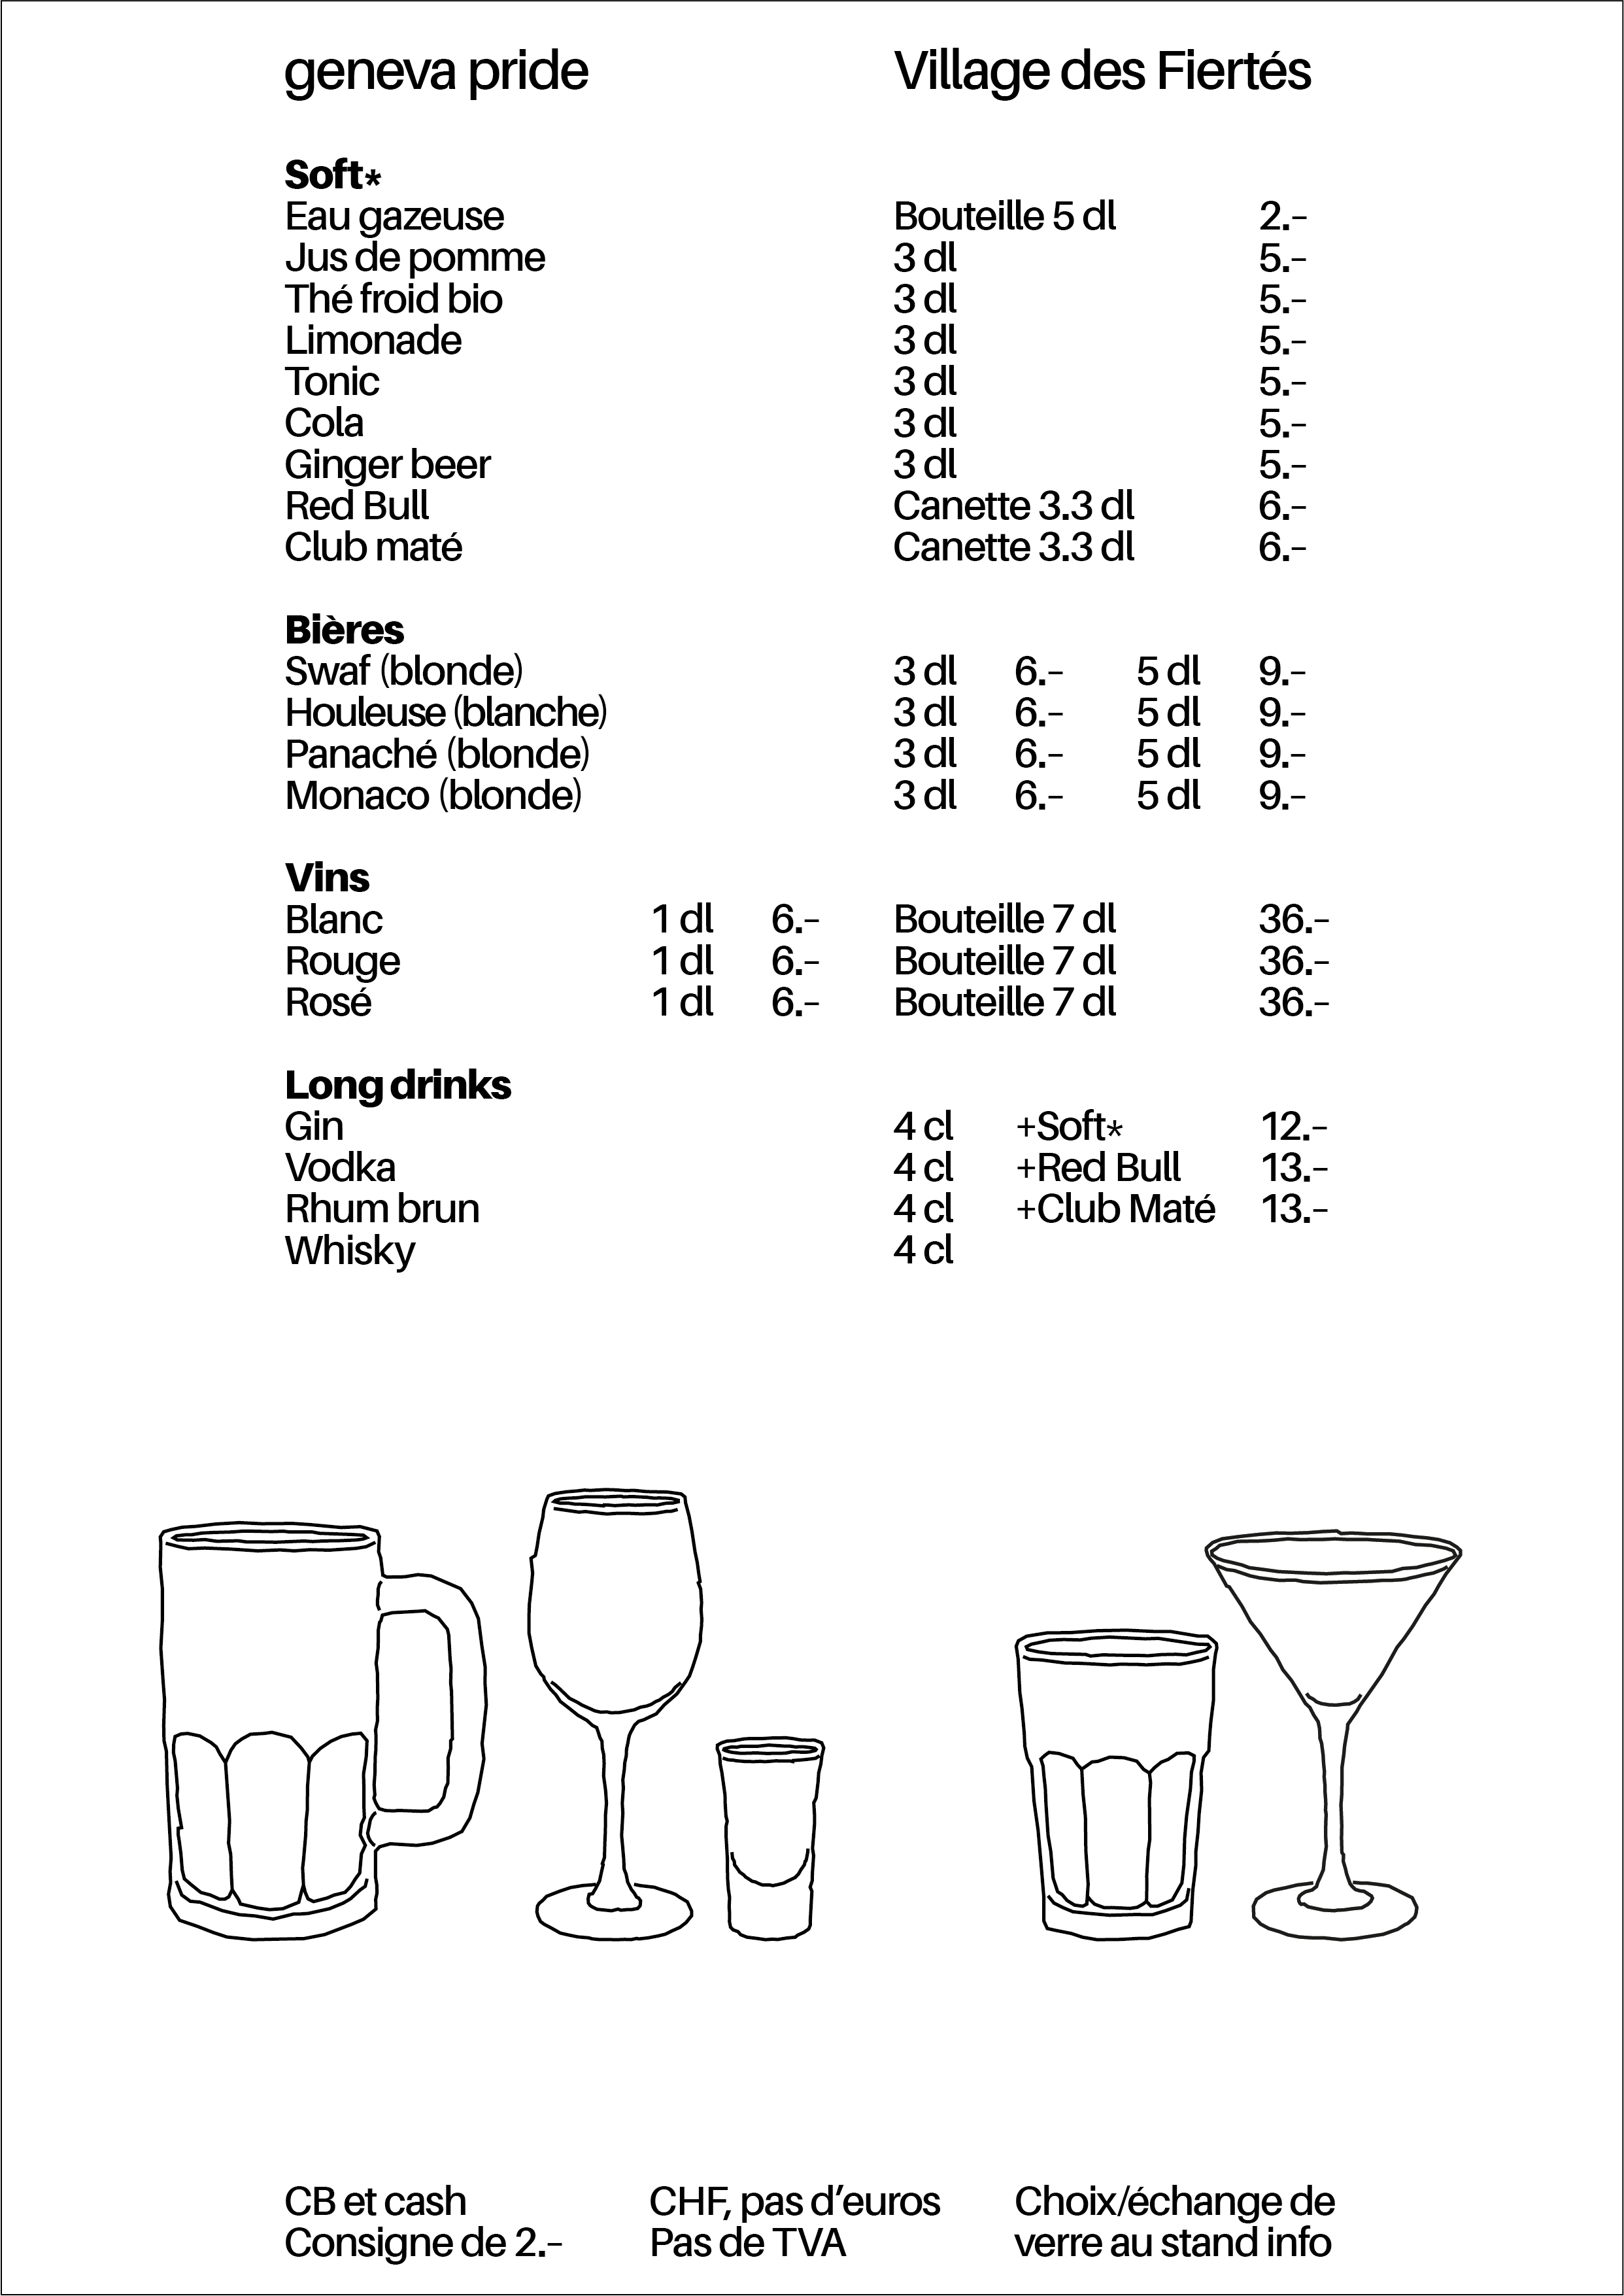 geneva pride Village des Fiertés
Soft*
Eau gazeuse Bouteille 5 dl 2.–
Jus de pomme 3 dl 5.–
Thé froid bio 3 dl 5.–
Limonade 3 dl 5.–
Tonic 3 dl 5.–
Cola 3 dl 5.–
Ginger beer 3 dl 5.–
Red Bull Canette 3.3 dl 6.–
Club maté Canette 3.3 dl 6.–
Bières
Swaf (blonde) 3 dl 6.– 5 dl 9.–
Houleuse (blanche) 3 dl 6.– 5 dl 9.–
Panaché (blonde) 3 dl 6.– 5 dl 9.–
Monaco (blonde) 3 dl 6.– 5 dl 9.–
Vins
Blanc 1 dl 6.– Bouteille 7 dl 36.–
Rouge 1 dl 6.– Bouteille 7 dl 36.–
Rosé 1 dl 6.– Bouteille 7 dl 36.–
Long drinks
Gin 4 cl +Soft* 12.–
Vodka 4 cl +Red Bull 13.–
Rhum brun 4 cl +Club Maté 13.–
Whisky 4 cl
CB et cash CHF, pas d’euros Choix/échange de
Consigne de 2.– Pas de TVA verre au stand info